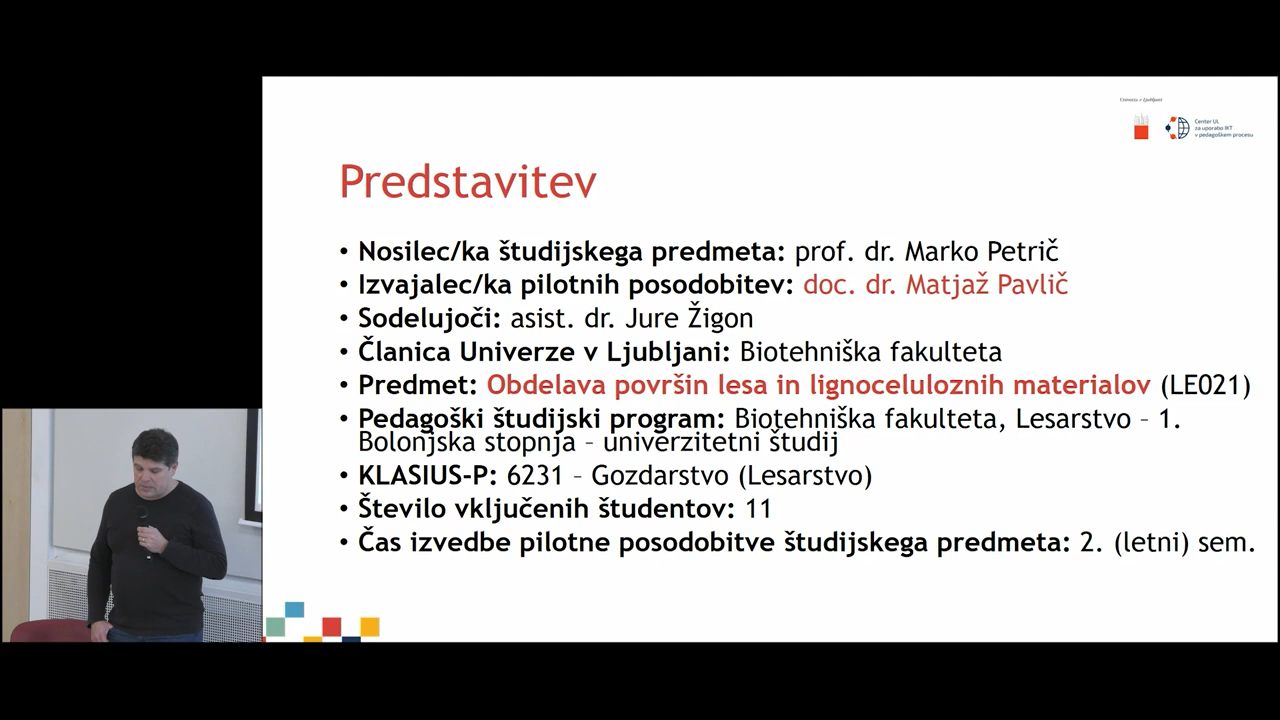 Univerza v Ljubljani
Center UL
za uporabo IKT
v pedagoškem procesu
Predstavitev
• Nosilec/ka študijskega predmeta: prof. dr. Marko Petrič
• Izvajalec/ka pilotnih posodobitev: doc. dr. Matjaž Pavlič
• Sodelujoči: asist. dr. Jure Žigon
• Članica Univerze v Ljubljani: Biotehniška fakulteta
• Predmet: Obdelava površin lesa in lignoceluloznih materialov (LE021)
• Pedagoški študijski program: Biotehniška fakulteta, Lesarstvo – 1.
Bolonjska stopnja – univerzitetni študij
• KLASIUS-P: 6231 – Gozdarstvo (Lesarstvo)
• Število vključenih študentov: 11
• Čas izvedbe pilotne posodobitve študijskega predmeta: 2. (letni) sem.